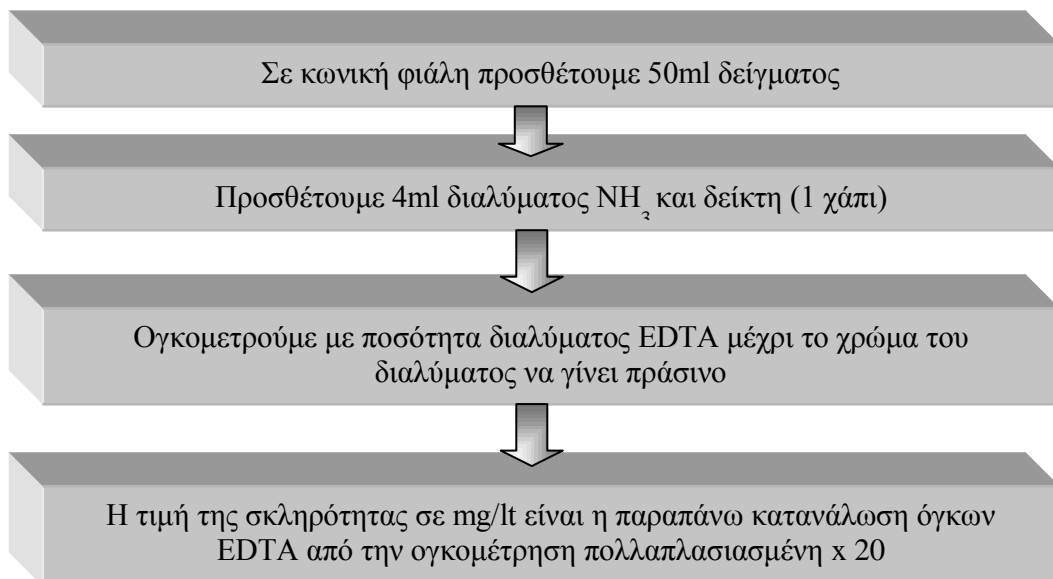 Σε κωνική φιάλη προσθέτουμε 50ml δείγματος
Προσθέτουμε 4ml διαλύματος NH₃ και δείκτη (1 χάπι)
Ογκομετρούμε με ποσότητα διαλύματος EDTA μέχρι το χρώμα του
διαλύματος να γίνει πράσινο
Η τιμή της σκληρότητας σε mg/lt είναι η παραπάνω κατανάλωση όγκων
EDTA από την ογκομέτρηση πολλαπλασιασμένη x 20